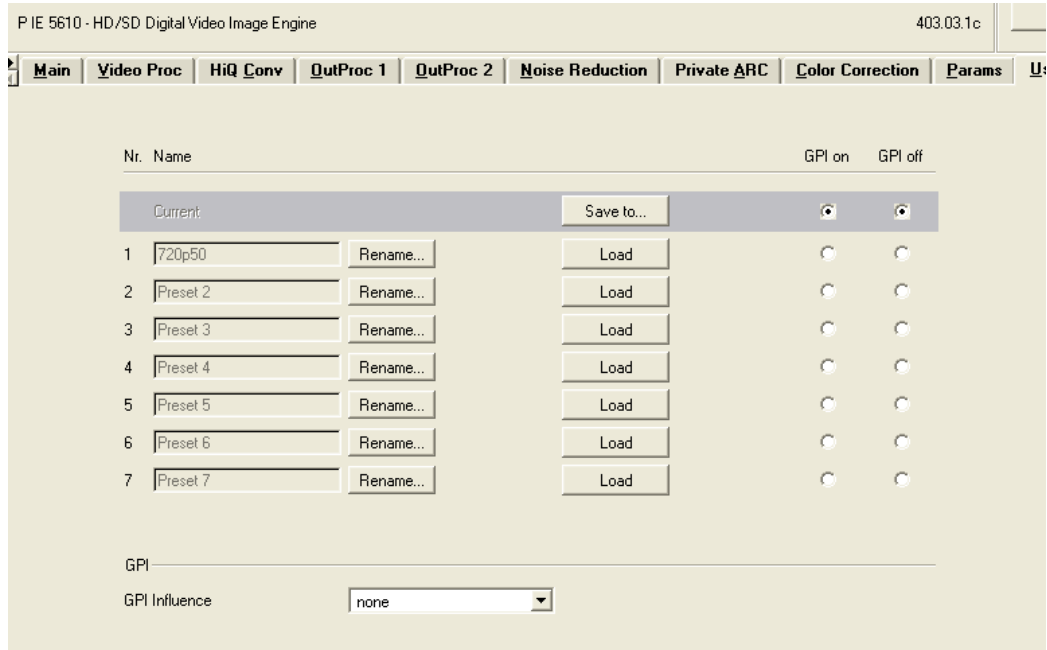 P IE 5610 - HD/SD Digital Video Image Engine 403.03.1c
Main Video Proc HiQ Conv OutProc 1 OutProc 2 Noise Reduction Private ARC Color Correction Params
Nr. Name GPI on GPI off
Current Save to...
1 720p50 Rename... Load
2 Preset 2 Rename... Load
3 Preset 3 Rename... Load
4 Preset 4 Rename... Load
5 Preset 5 Rename... Load
6 Preset 6 Rename... Load
7 Preset 7 Rename... Load
GPI
GPI Influence none